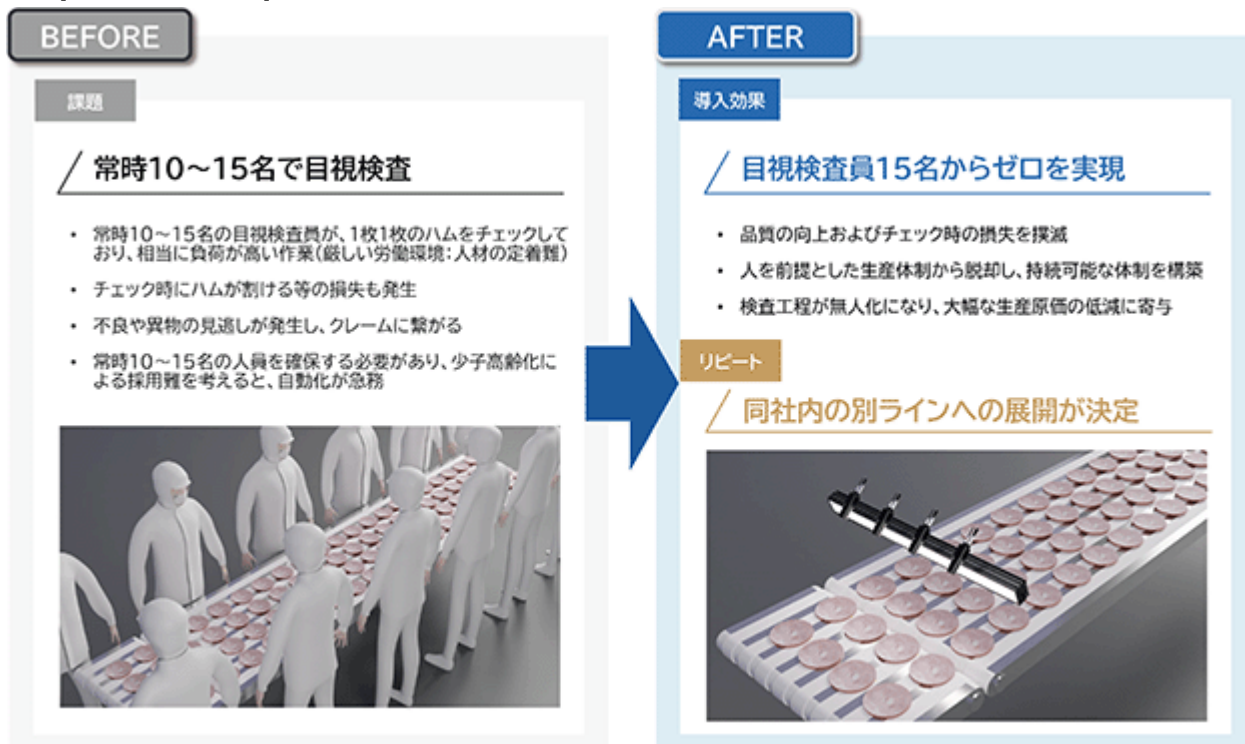 BEFORE
課題
常時10～15名で目視検査
• 常時10～15名の目視検査員が、1枚1枚のハムをチェックして
おり、相当に負荷が高い作業(厳しい労働環境:人材の定着難)
• チェック時にハムが割ける等の損失も発生
• 不良や異物の見逃しが発生し、クレームに繋がる
• 常時10～15名の人員を確保する必要があり、少子高齢化に
よる採用難を考えると、自動化が急務
AFTER
導入効果
目視検査員15名からゼロを実現
• 品質の向上およびチェック時の損失を撲滅
• 人を前提とした生産体制から脱却し、持続可能な体制を構築
• 検査工程が無人化になり、大幅な生産原価の低減に寄与
リピート
同社内の別ラインへの展開が決定